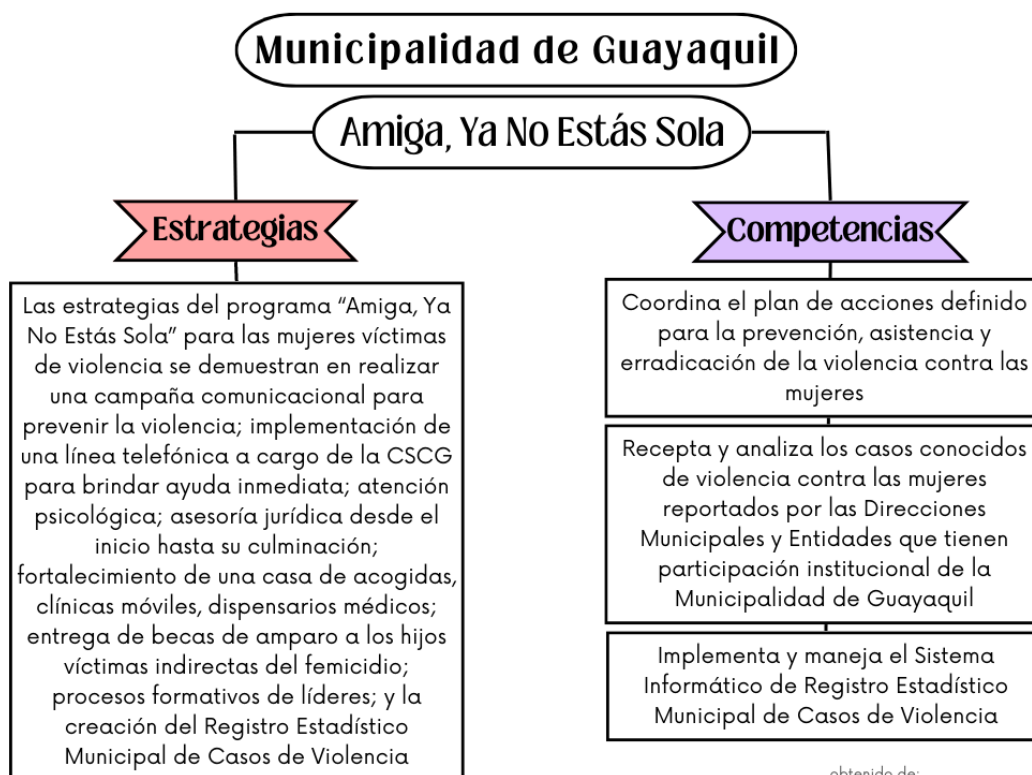 Municipalidad de Guayaquil
Amiga, Ya No Estás Sola
Estrategias
Las estrategias del programa “Amiga, Ya
No Estás Sola” para las mujeres víctimas
de violencia se demuestran en realizar
una campaña comunicacional para
prevenir la violencia; implementación de
una línea telefónica a cargo de la CSCG
para brindar ayuda inmediata; atención
psicológica; asesoría jurídica desde el
inicio hasta su culminación;
fortalecimiento de una casa de acogidas,
clínicas móviles, dispensarios médicos;
entrega de becas de amparo a los hijos
víctimas indirectas del femicidio;
procesos formativos de líderes; y la
creación del Registro Estadístico
Municipal de Casos de Violencia
Competencias
Coordina el plan de acciones definido
para la prevención, asistencia y
erradicación de la violencia contra las
mujeres
Recepta y analiza los casos conocidos
de violencia contra las mujeres
reportados por las Direcciones
Municipales y Entidades que tienen
participación institucional de la
Municipalidad de Guayaquil
Implementa y maneja el Sistema
Informático de Registro Estadístico
Municipal de Casos de Violencia
obtenido de: